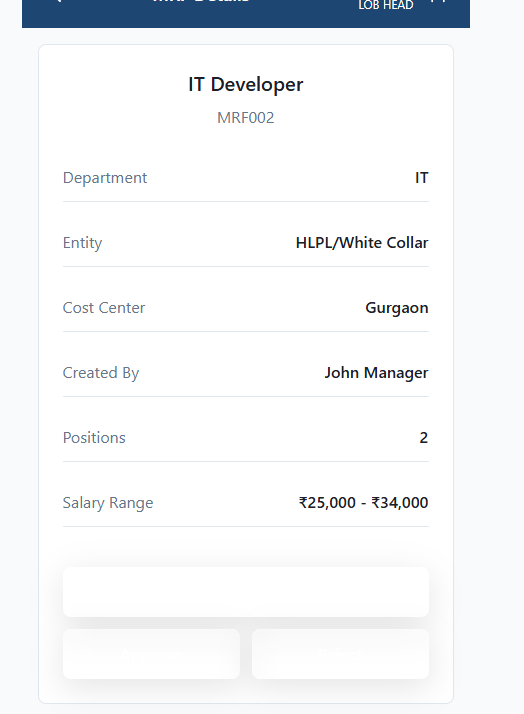 LOB HEAD
IT Developer
MRF002
Department IT
Entity HLPL/White Collar
Cost Center Gurgaon
Created By John Manager
Positions 2
Salary Range ₹25,000 - ₹34,000